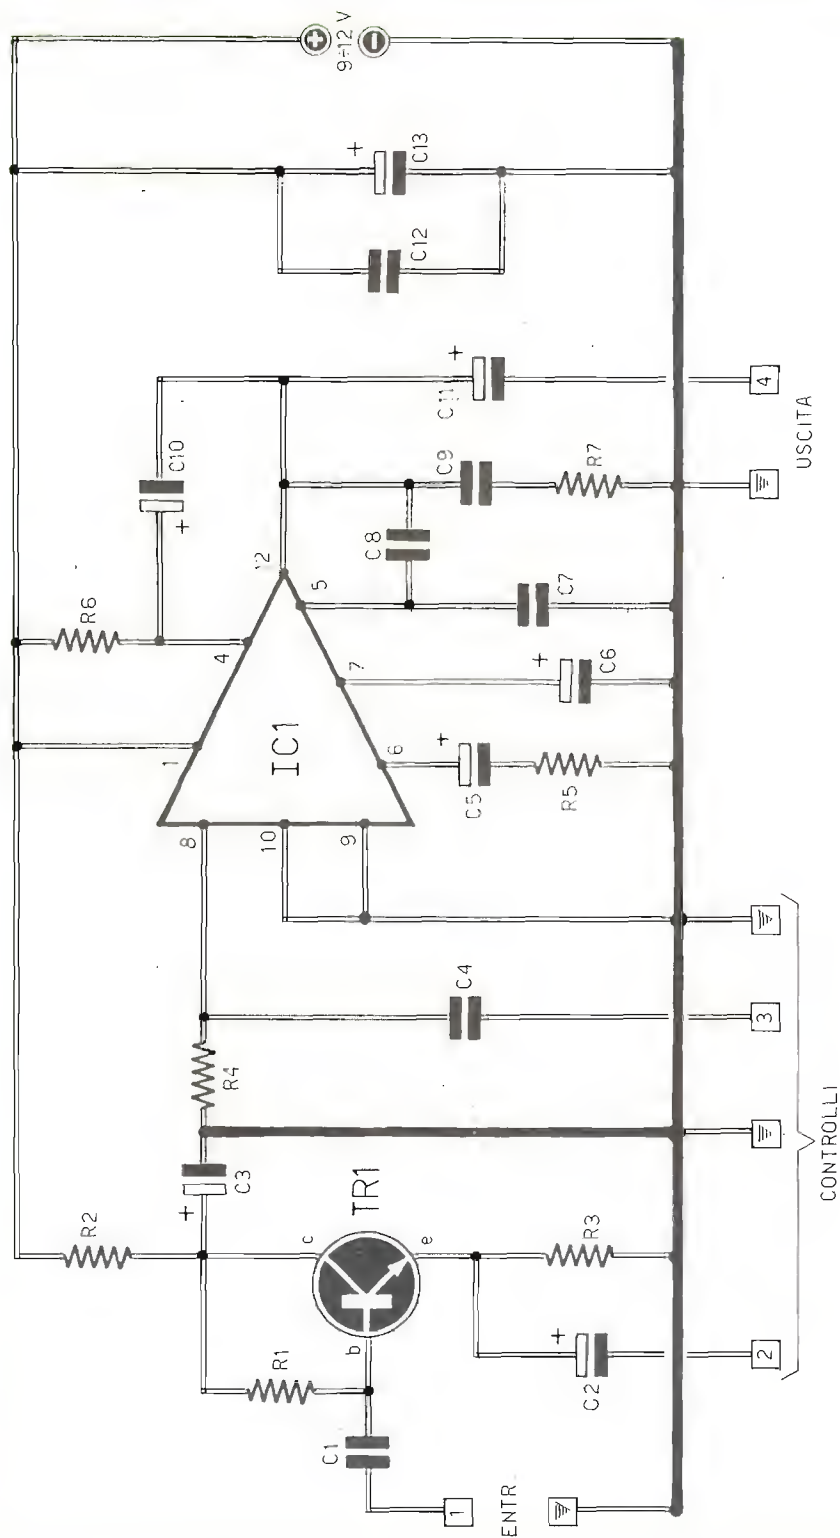 R2
R6
C10
+
+
C3
R4
8
1
4
12
IC1
10
9
5
6
7
C8
C9
C11
+
C12
C13
+
+
−
9÷12 V
R1
c
TR1
b
e
C1
C2
+
R3
C4
C5
+
R5
C6
+
C7
R7
1
ENTR.
2
3
4
CONTROLLI
USCITA